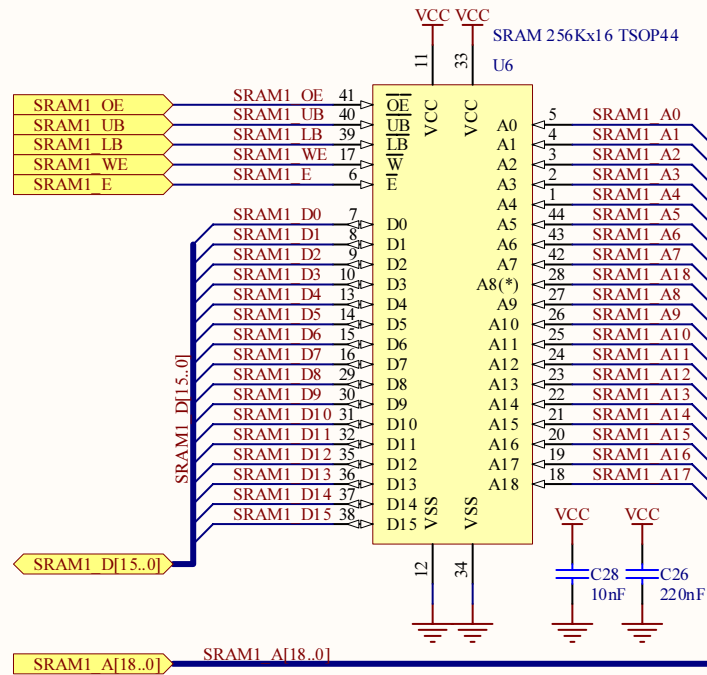 VCC VCC
SRAM 256Kx16 TSOP44
U6
11 33
VCC VCC
SRAM1_OE SRAM1_OE 41 OE
SRAM1_UB SRAM1_UB 40 UB
SRAM1_LB SRAM1_LB 39 LB
SRAM1_WE SRAM1_WE 17 W
SRAM1_E SRAM1_E 6 E
A0 5 SRAM1_A0
A1 4 SRAM1_A1
A2 3 SRAM1_A2
A3 2 SRAM1_A3
A4 1 SRAM1_A4
A5 44 SRAM1_A5
A6 43 SRAM1_A6
A7 42 SRAM1_A7
A8(*) 28 SRAM1_A18
A9 27 SRAM1_A8
A10 26 SRAM1_A9
A11 25 SRAM1_A10
A12 24 SRAM1_A11
A13 23 SRAM1_A12
A14 22 SRAM1_A13
A15 21 SRAM1_A14
A16 20 SRAM1_A15
A17 19 SRAM1_A16
A18 18 SRAM1_A17
SRAM1_D0 7 D0
SRAM1_D1 8 D1
SRAM1_D2 9 D2
SRAM1_D3 10 D3
SRAM1_D4 13 D4
SRAM1_D5 14 D5
SRAM1_D6 15 D6
SRAM1_D7 16 D7
SRAM1_D8 29 D8
SRAM1_D9 30 D9
SRAM1_D10 31 D10
SRAM1_D11 32 D11
SRAM1_D12 35 D12
SRAM1_D13 36 D13
SRAM1_D14 37 D14
SRAM1_D15 38 D15
SRAM1_D[15..0]
VSS VSS
12 34
VCC VCC
C28 C26
10nF 220nF
SRAM1_D[15..0]
SRAM1_A[18..0] SRAM1_A[18..0]